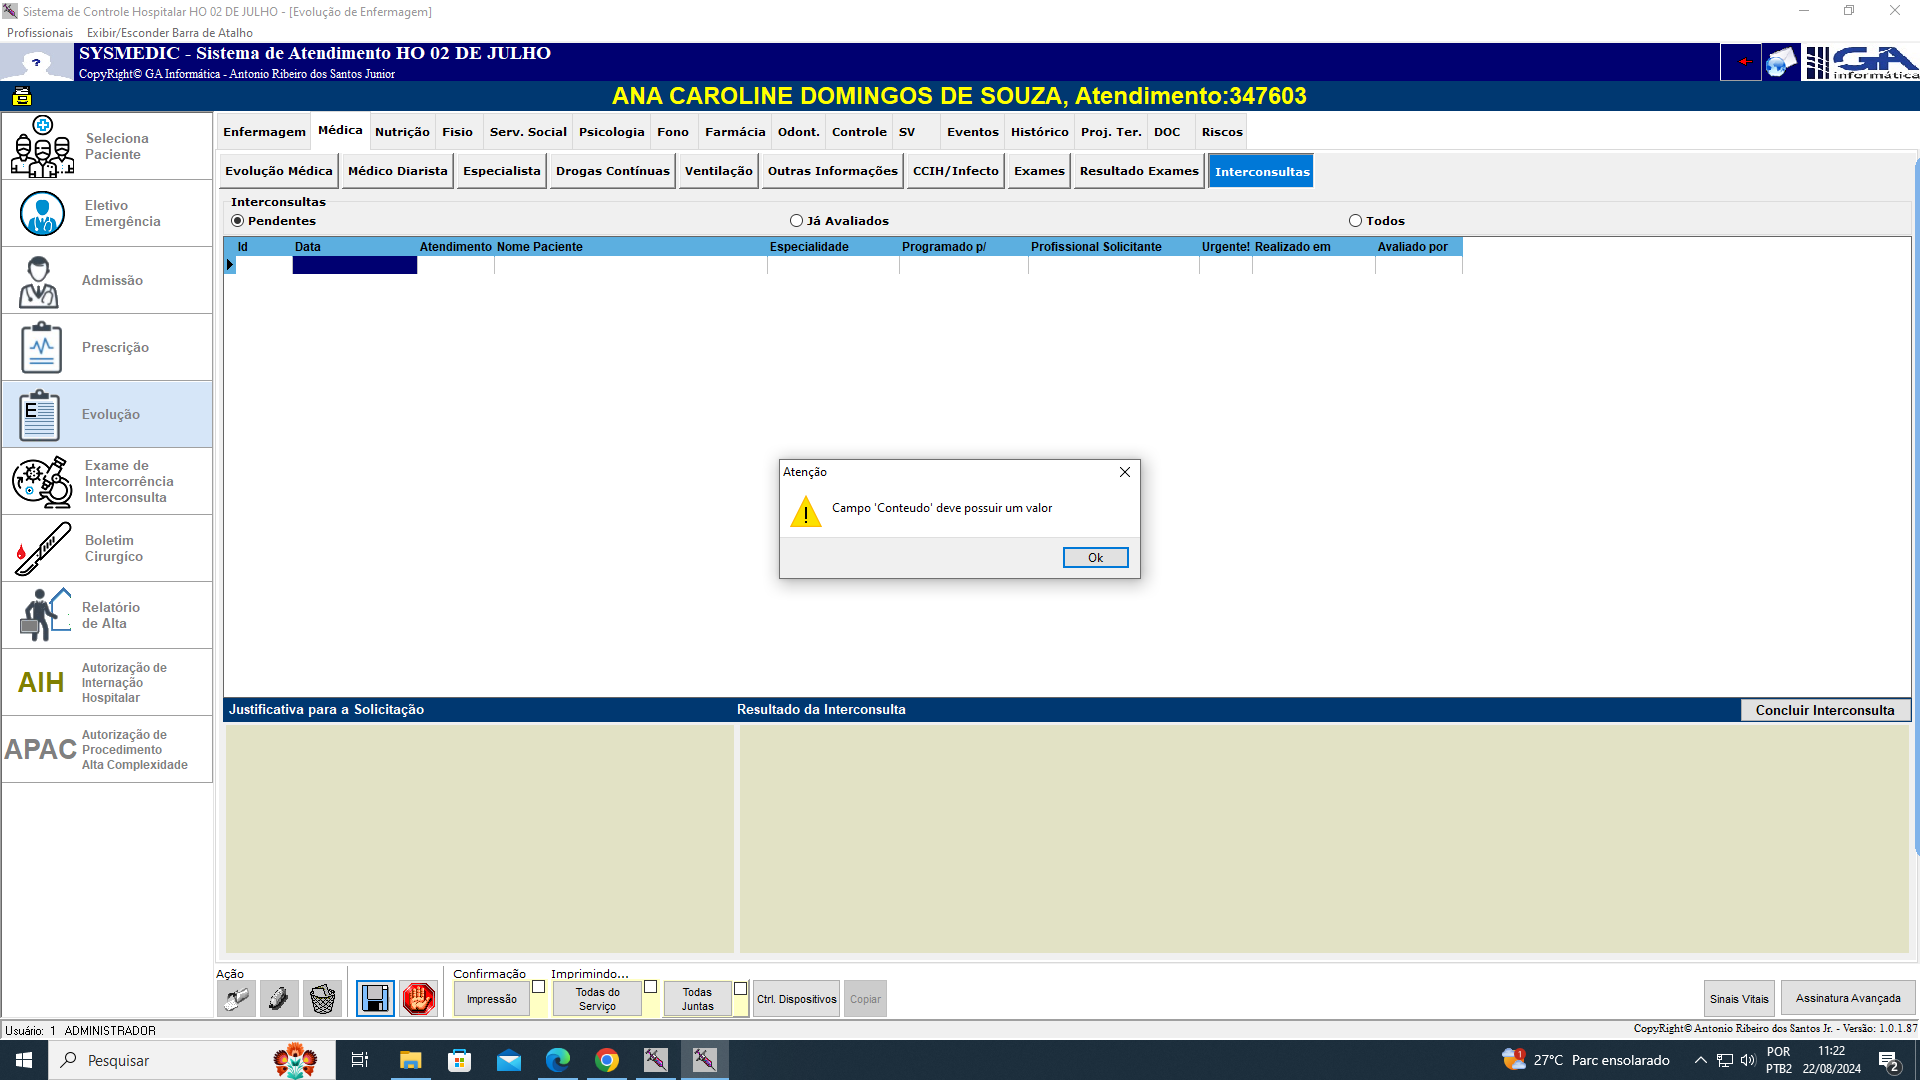 Sistema de Controle Hospitalar HO 02 DE JULHO - [Evolução de Enfermagem]
Profissionais Exibir/Esconder Barra de Atalho
SYSMEDIC - Sistema de Atendimento HO 02 DE JULHO
CopyRight© GA Informática - Antonio Ribeiro dos Santos Junior
GA
informática
ANA CAROLINE DOMINGOS DE SOUZA, Atendimento:347603
Seleciona
Paciente
Eletivo
Emergência
Admissão
Prescrição
Evolução
Exame de
Intercorrência
Interconsulta
Boletim
Cirurgíco
Relatório
de Alta
AIH
Autorização de
Internação
Hospitalar
APAC
Autorização de
Procedimento
Alta Complexidade
Enfermagem Médica Nutrição Fisio Serv. Social Psicologia Fono Farmácia Odont. Controle SV Eventos Histórico Proj. Ter. DOC Riscos
Evolução Médica Médico Diarista Especialista Drogas Contínuas Ventilação Outras Informações CCIH/Infecto Exames Resultado Exames Interconsultas
Interconsultas
Pendentes Já Avaliados Todos
Id Data Atendimento Nome Paciente Especialidade Programado p/ Profissional Solicitante Urgente! Realizado em Avaliado por
Atenção
Campo 'Conteudo' deve possuir um valor
Ok
Justificativa para a Solicitação Resultado da Interconsulta Concluir Interconsulta
Ação
Confirmação
Impressão
Imprimindo...
Todas do
Serviço
Todas
Juntas
Ctrl. Dispositivos
Copiar
Sinais Vitais
Assinatura Avançada
Usuário: 1 ADMINISTRADOR
CopyRight© Antonio Ribeiro dos Santos Jr. - Versão: 1.0.1.87
Pesquisar
1
27°C Parc ensolarado
POR
PTB2
11:22
22/08/2024
2